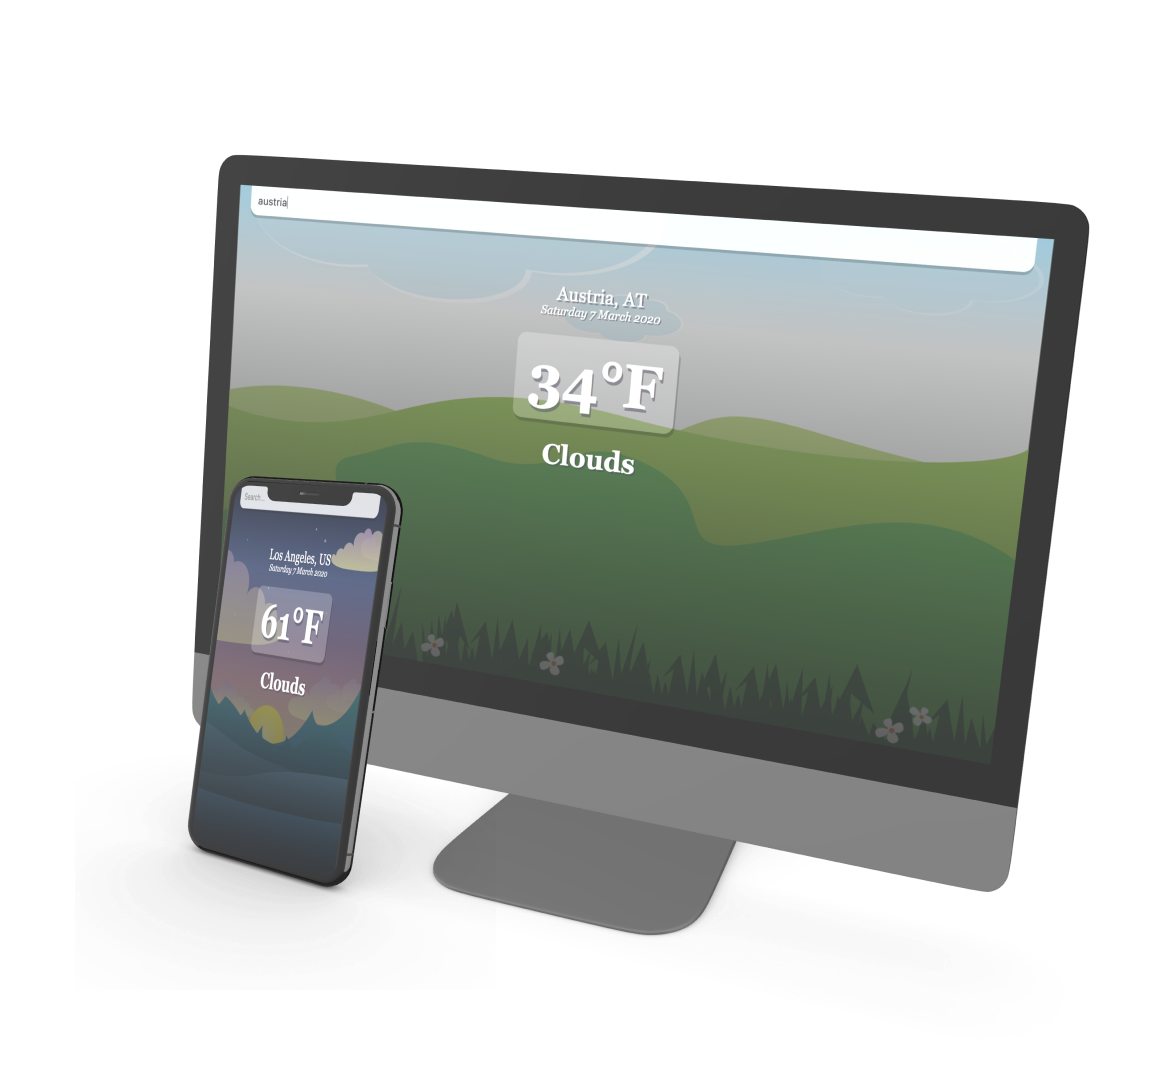 austria
Austria, AT
Saturday 7 March 2020
34°F
Clouds
Search...
Los Angeles, US
Saturday 7 March 2020
61°F
Clouds